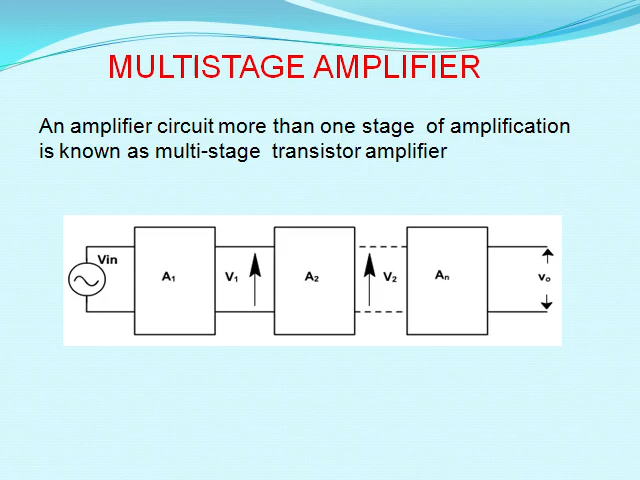 MULTISTAGE AMPLIFIER
An amplifier circuit more than one stage of amplification
is known as multi-stage transistor amplifier
Vin
A1
V1
A2
V2
An
vo